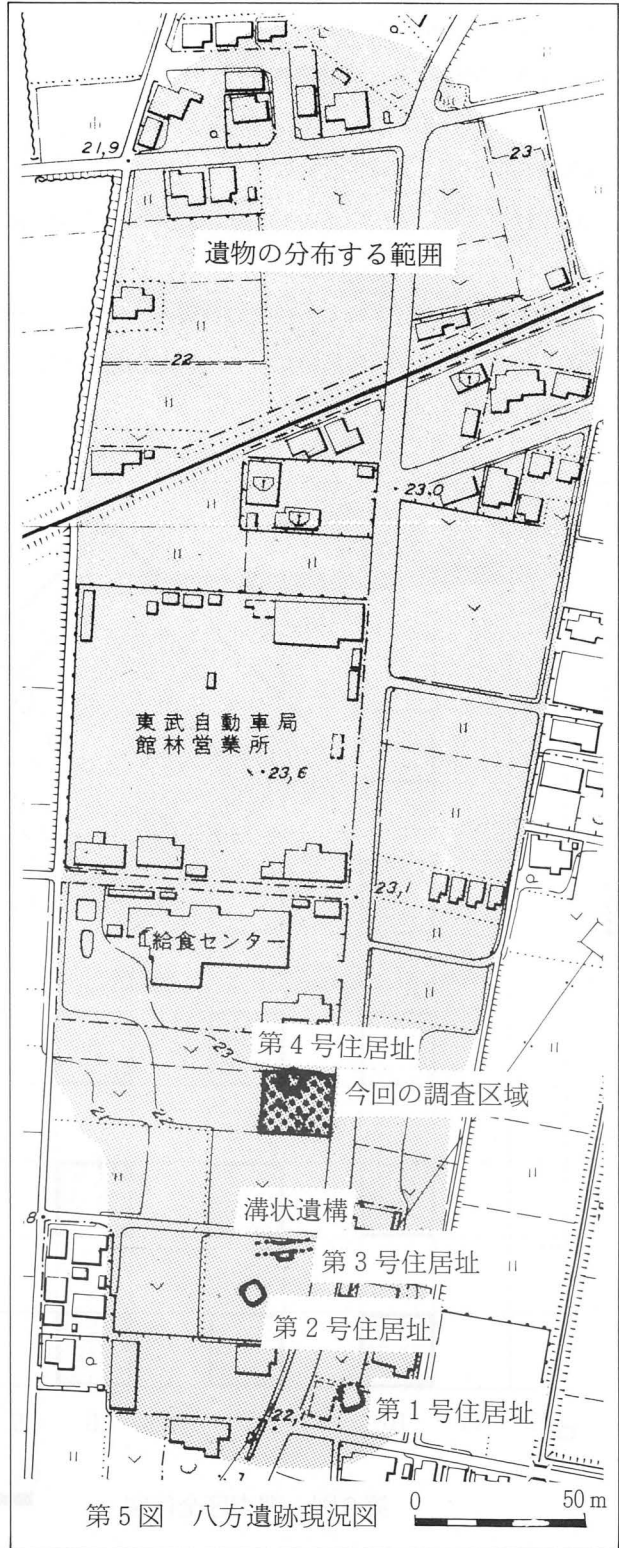 21,9
23
遺物の分布する範囲
22
23.0
東武自動車局
館林営業所
23,6
23,1
給食センター
23
第4号住居址
今回の調査区域
溝状遺構
第3号住居址
第2号住居址
第1号住居址
22,
第5図 八方遺跡現況図
0 50m